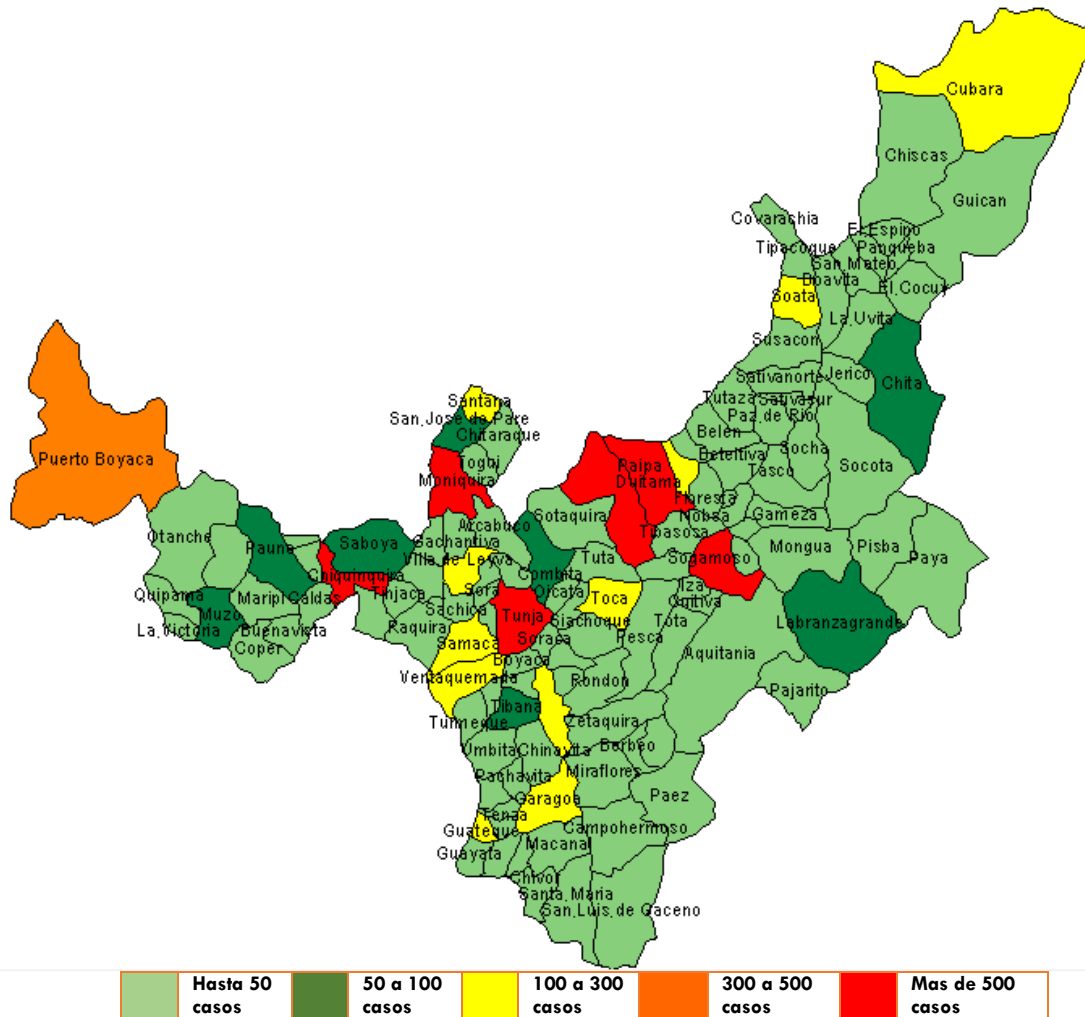 Cubara
Chiscas
Guican
Covarachia
El.Espino
Tipacoque
Panqueba
San.Mateo
Boavita
El.Cocuy
Soata
La.Uvita
Susacon
Sativanorte
Jerico
Chita
Tutaza
Sativasur
Paz.de.Rio
Belen
Socha
Beteitiva
Tasco
Socota
Santana
San.Jose.de.Pare
Chitaraque
Togui
Moniquira
Puerto Boyaca
Paipa
Duitama
Floresta
Nobsa
Gameza
Tibasosa
Sotaquira
Arcabuco
Otanche
Pauna
Saboya
Gachantiva
Villa de Leyva
Combita
Tuta
Sogamoso
Mongua
Pisba
Paya
Chiquinquira
Tinjaca
Sora
Oicata
Toca
Iza
Cuitiva
Quipama
Muzo
Maripi
Caldas
Sachica
Tunja
Siachoque
Tota
Labranzagrande
La.Victoria
Buenavista
Coper
Raquira
Samaca
Soraca
Pesca
Aquitania
Boyaca
Ventaquemada
Rondon
Pajarito
Tibana
Turmeque
Zetaquira
Umbita
Chinavita
Berbeo
Pachavita
Miraflores
Garagoa
Paez
Tenza
Guateque
Campohermoso
Guayata
Macanal
Chivor
Santa.Maria
San.Luis.de.Gaceno
Hasta 50
casos
50 a 100
casos
100 a 300
casos
300 a 500
casos
Mas de 500
casos